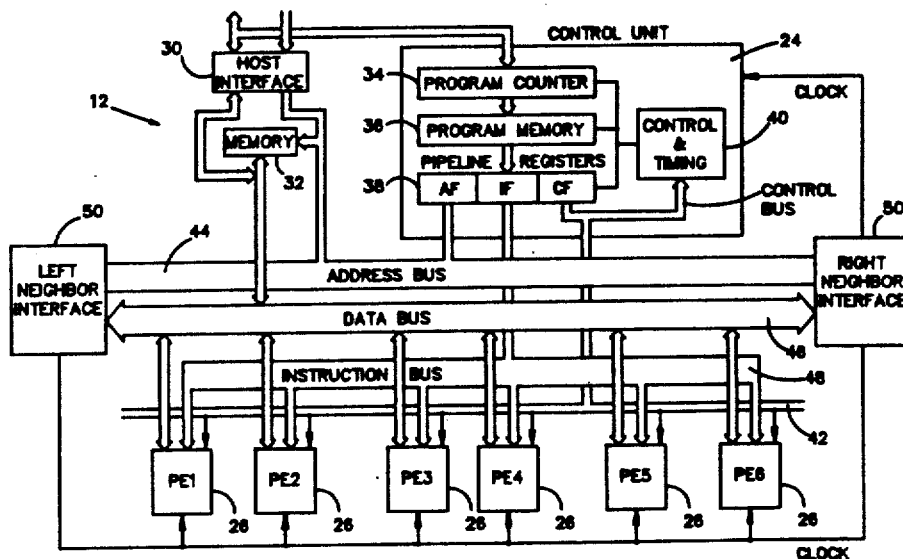 CONTROL UNIT
24
30
HOST
INTERFACE
34
PROGRAM COUNTER
CLOCK
12
36
PROGRAM MEMORY
CONTROL
&
TIMING
40
MEMORY
32
PIPELINE REGISTERS
38
AF IF CF
CONTROL
BUS
50
44
50
LEFT
NEIGHBOR
INTERFACE
ADDRESS BUS
RIGHT
NEIGHBOR
INTERFACE
DATA BUS
46
INSTRUCTION BUS
48
42
PE1 PE2 PE3 PE4 PE5 PE6
26 26 26 26 26 26
CLOCK